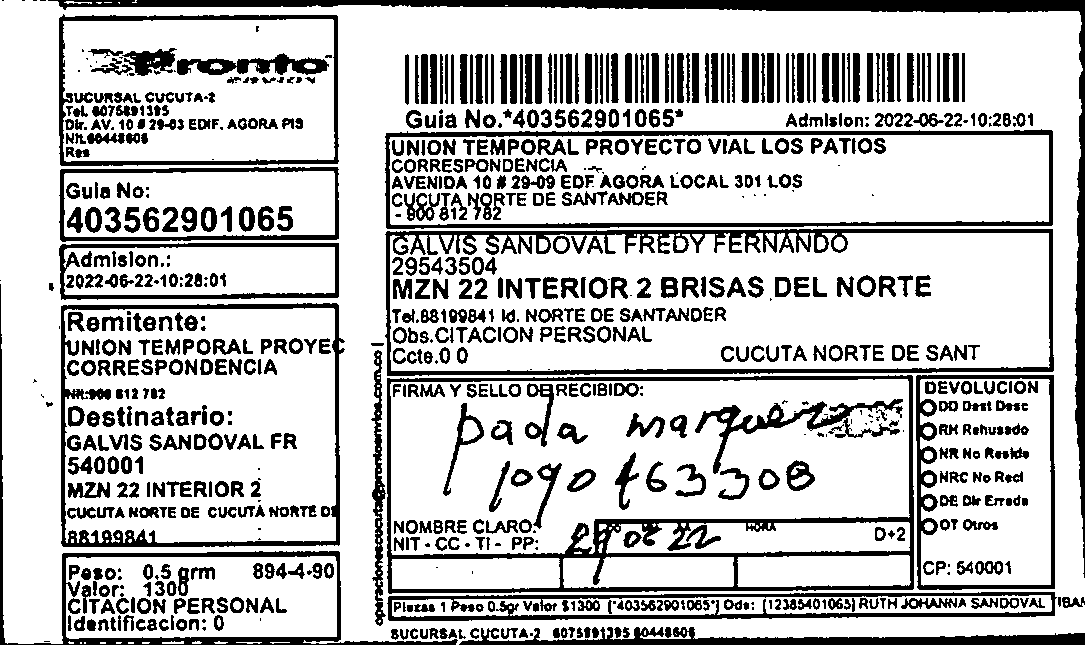 Pronto
ENVIOS
SUCURSAL CUCUTA-2
Tel. 6075891395
Dir. AV. 10 # 29-03 EDIF. AGORA PIS
Nit.60448606
Res
Guia No:
403562901065
Admision.:
2022-06-22-10:28:01
Remitente:
UNION TEMPORAL PROYEC
CORRESPONDENCIA
Nit:900 812 782
Destinatario:
GALVIS SANDOVAL FR
540001
MZN 22 INTERIOR 2
CUCUTA NORTE DE CUCUTA NORTE DE
88199841
Peso: 0.5 grm 894-4-90
Valor: 1300
CITACION PERSONAL
Identificacion: 0
Guia No.*403562901065* Admision: 2022-06-22-10:28:01
UNION TEMPORAL PROYECTO VIAL LOS PATIOS
CORRESPONDENCIA
AVENIDA 10 # 29-09 EDF AGORA LOCAL 301 LOS
CUCUTA NORTE DE SANTANDER
- 900 812 782
GALVIS SANDOVAL FREDY FERNANDO
29543504
MZN 22 INTERIOR 2 BRISAS DEL NORTE
Tel.88199841 Id. NORTE DE SANTANDER
Obs.CITACION PERSONAL
Ccte.0 0 CUCUTA NORTE DE SANT
operacionecucuta@prontoenvios.com.co
FIRMA Y SELLO DE RECIBIDO:
marquez
1090463308
NOMBRE CLARO:
NIT - CC - TI - PP:
HORA
D+2
22
DEVOLUCION
DD Dest Desc
RH Rehusado
NR No Reside
NRC No Recl
DE Dir Errada
OT Otros
CP: 540001
Piezas 1 Peso 0.5gr Valor $1300 (*403562901065*) Ods: (12385401065) RUTH JOHANNA SANDOVAL TIBA
SUCURSAL CUCUTA-2 6075891395 60448606